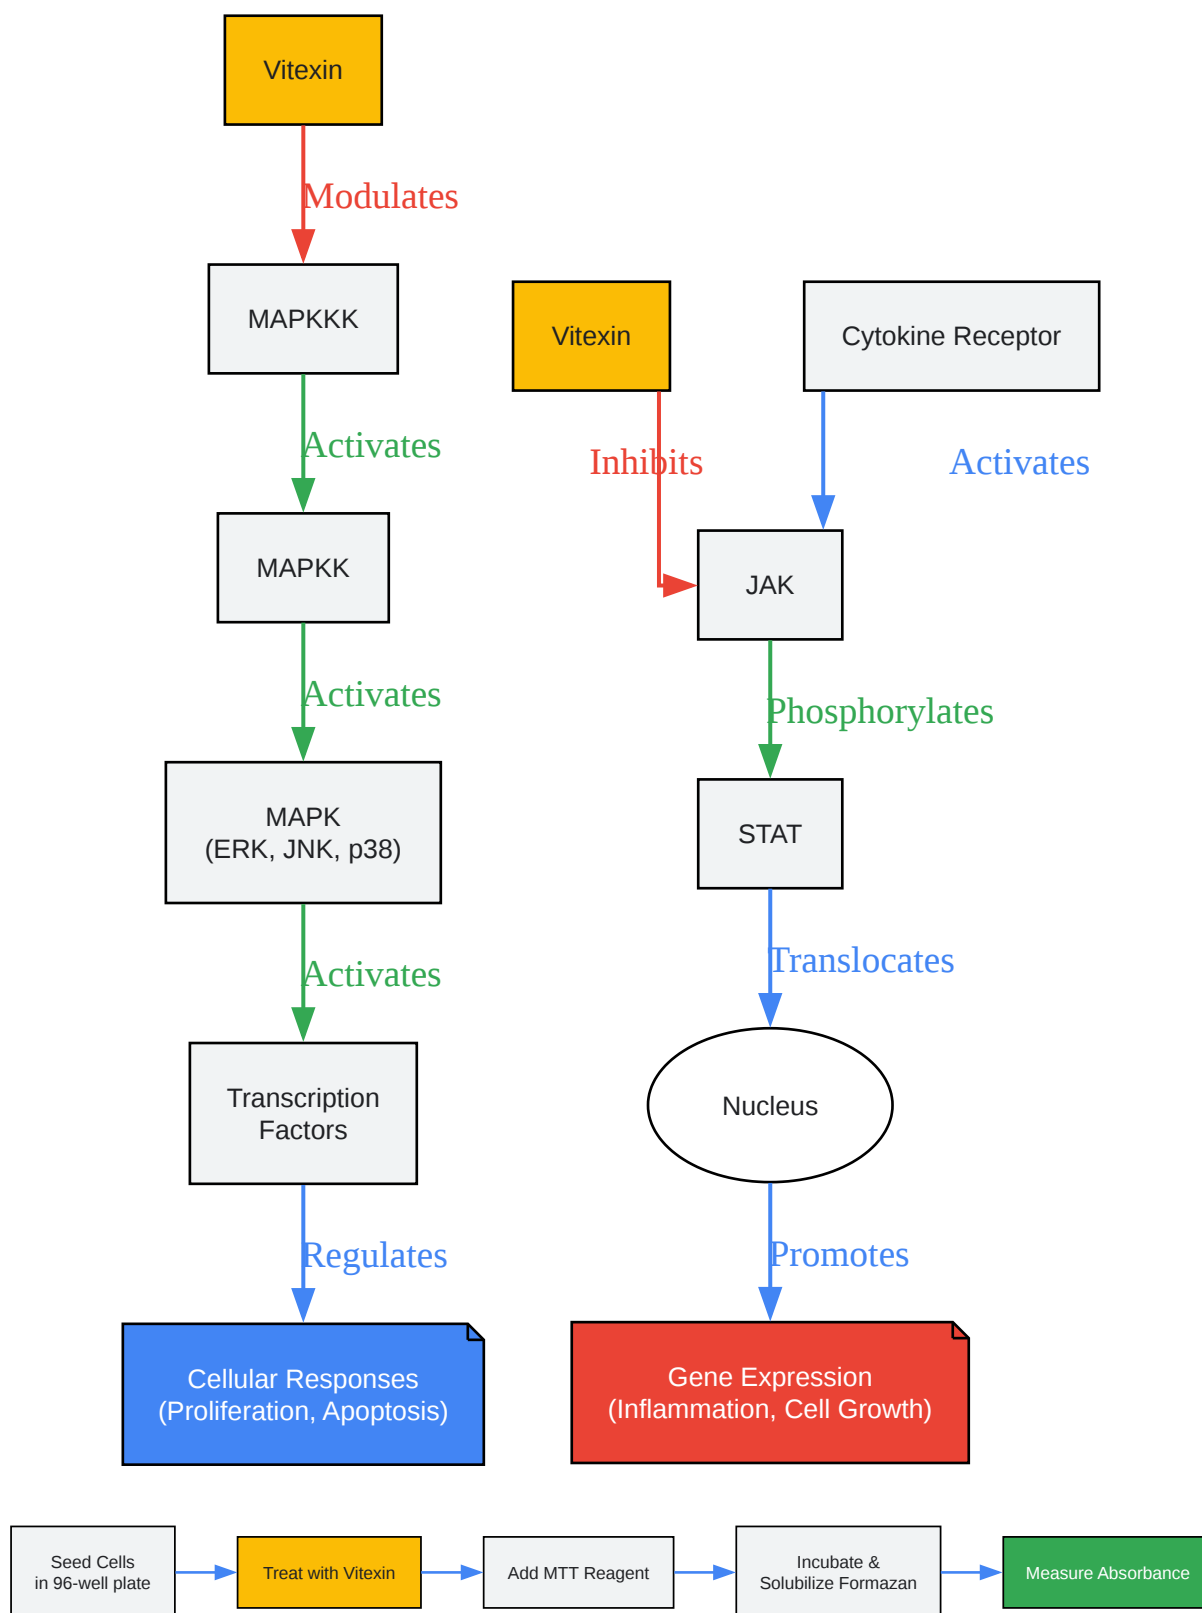 Vitexin
Modulates
MAPKKK
Activates
MAPKK
Activates
MAPK
(ERK, JNK, p38)
Activates
Transcription
Factors
Regulates
Cellular Responses
(Proliferation, Apoptosis)
Vitexin
Cytokine Receptor
Inhibits
Activates
JAK
Phosphorylates
STAT
Translocates
Nucleus
Promotes
Gene Expression
(Inflammation, Cell Growth)
Seed Cells
in 96-well plate
Treat with Vitexin
Add MTT Reagent
Incubate &
Solubilize Formazan
Measure Absorbance